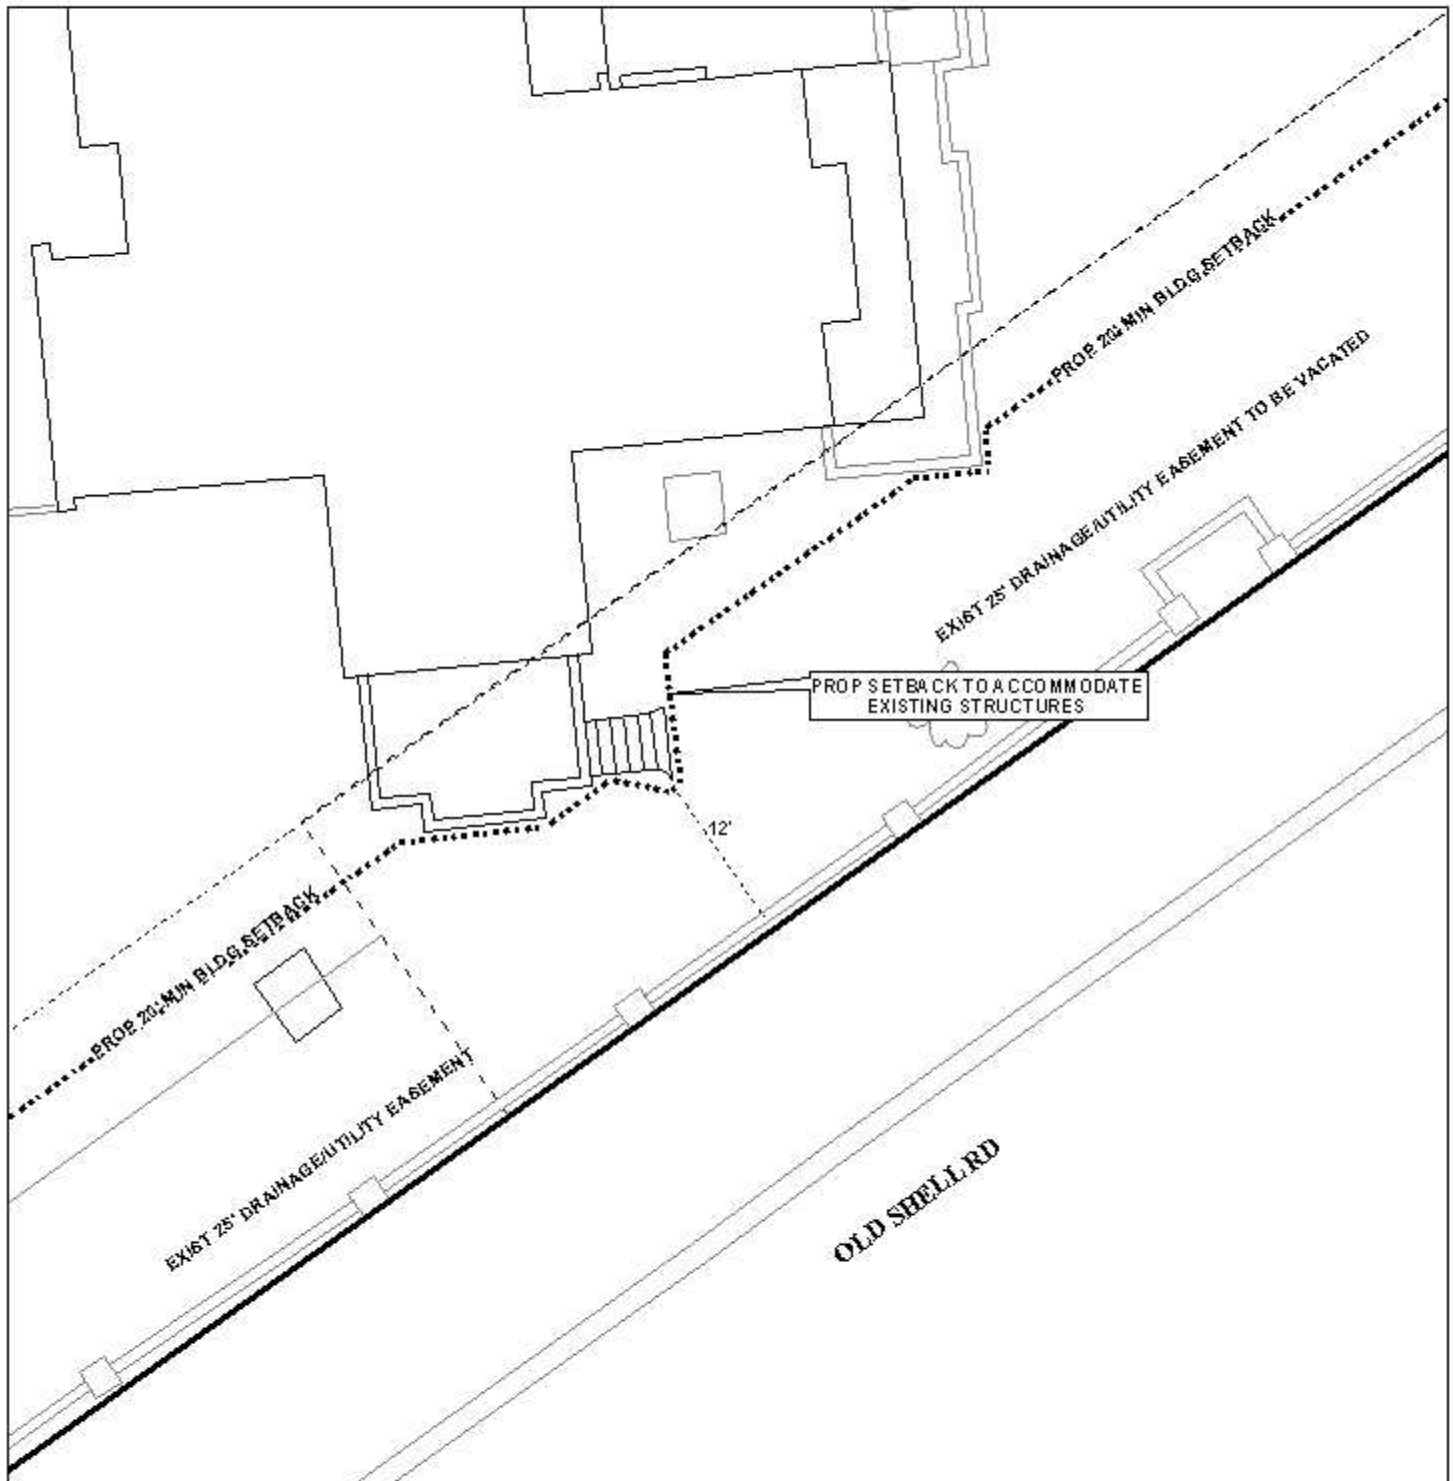 PROP 20' MIN BLDG SETBACK
EXIST 25' DRAINAGE/UTILITY EASEMENT TO BE VACATED
PROP SETBACK TO ACCOMMODATE
EXISTING STRUCTURES
12'
PROP 20' MIN BLDG SETBACK
EXIST 25' DRAINAGE/UTILITY EASEMENT
OLD SHELL RD